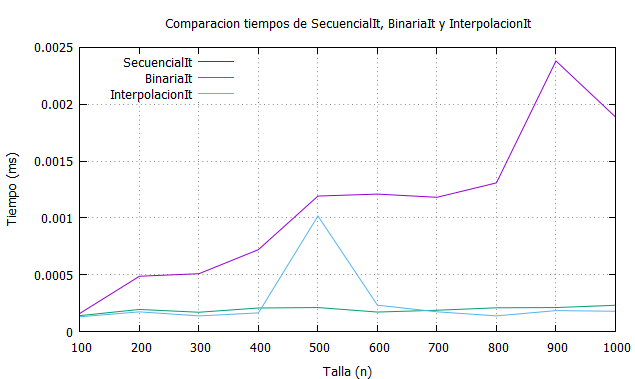 Comparacion tiempos de SecuencialIt, BinariaIt y InterpolacionIt
SecuencialIt
BinariaIt
InterpolacionIt
Tiempo (ms)
0.0025
0.002
0.0015
0.001
0.0005
0
100 200 300 400 500 600 700 800 900 1000
Talla (n)